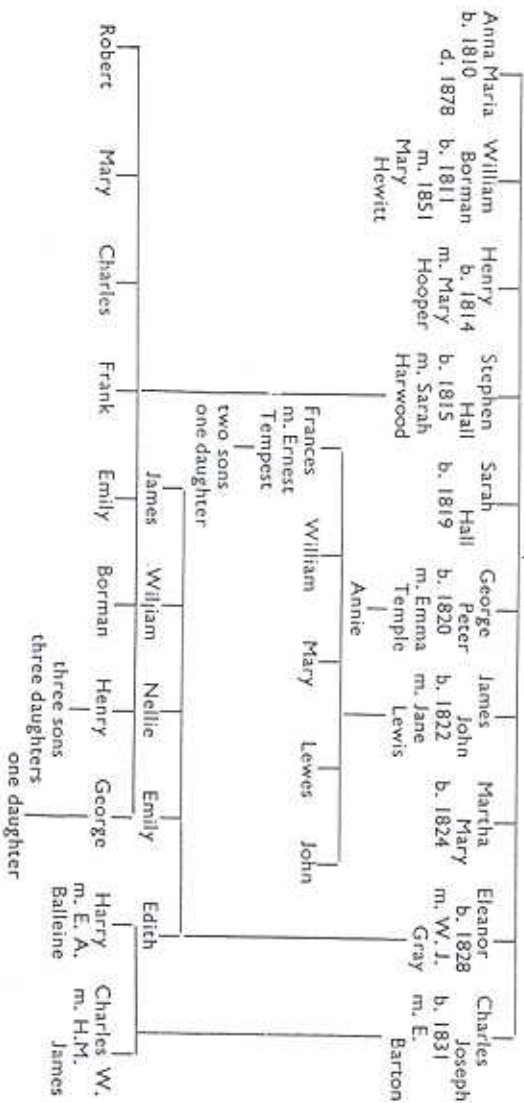 Anna Maria
b. 1810
d. 1878
William
Borman
b. 1811
m. 1851
Mary
Hewitt
Henry
b. 1814
m. Mary
Hooper
Stephen
Hall
b. 1815
m. Sarah
Harwood
Sarah
Hall
b. 1819
George
Peter
b. 1820
m. Emma
Temple
James
John
b. 1822
m. Jane
Lewis
Martha
Mary
b. 1824
Eleanor
b. 1828
m. W. J.
Gray
Charles
Joseph
b. 1831
m. E.
Barton
Annie
Frances
m. Ernest
Tempest
two sons
one daughter
William
Mary
Lewes
John
James
William
Nellie
Emily
Edith
Robert
Mary
Charles
Frank
Emily
Borman
Henry
three sons
three daughters
George
one daughter
Harry
m. E. A.
Balleine
Charles W.
m. H.M.
James